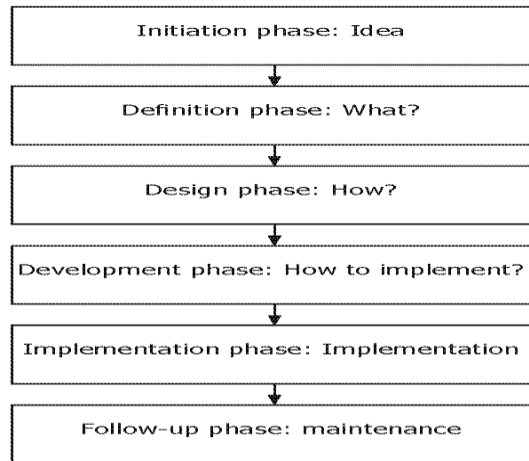 Initiation phase: Idea
Definition phase: What?
Design phase: How?
Development phase: How to implement?
Implementation phase: Implementation
Follow-up phase: maintenance